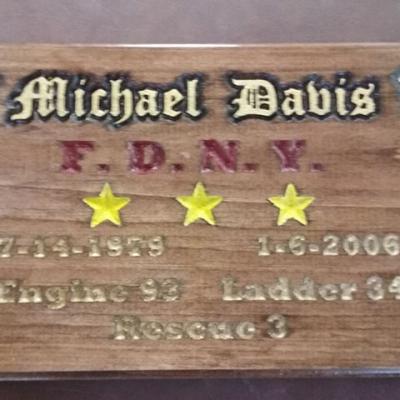 Michael Davis
F.D.N.Y.
7-14-1979 1-6-2006
Engine 93 Ladder 34
Rescue 3